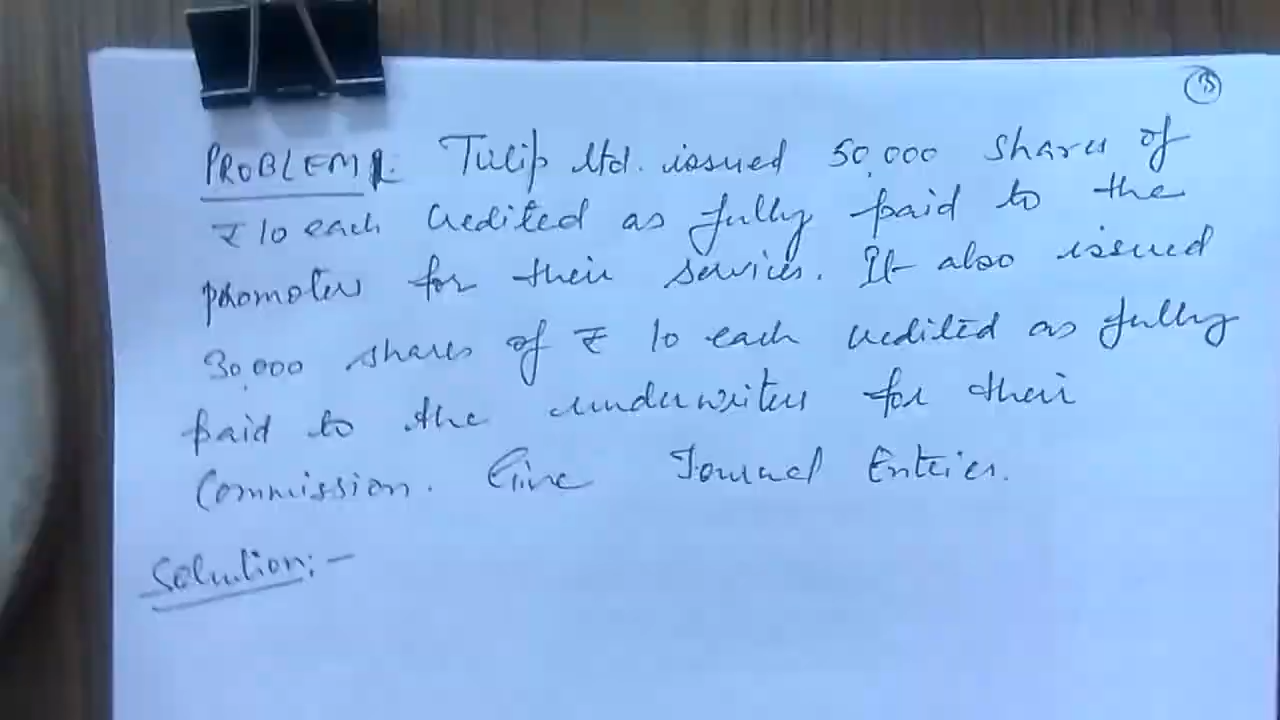 15
PROBLEM 1. Tulip Ltd. issued 50,000 shares of
₹ 10 each credited as fully paid to the
promoters for their services. It also issued
30,000 shares of ₹ 10 each credited as fully
paid to the underwriters for their
Commission. Give Journal Entries.
Solution:-